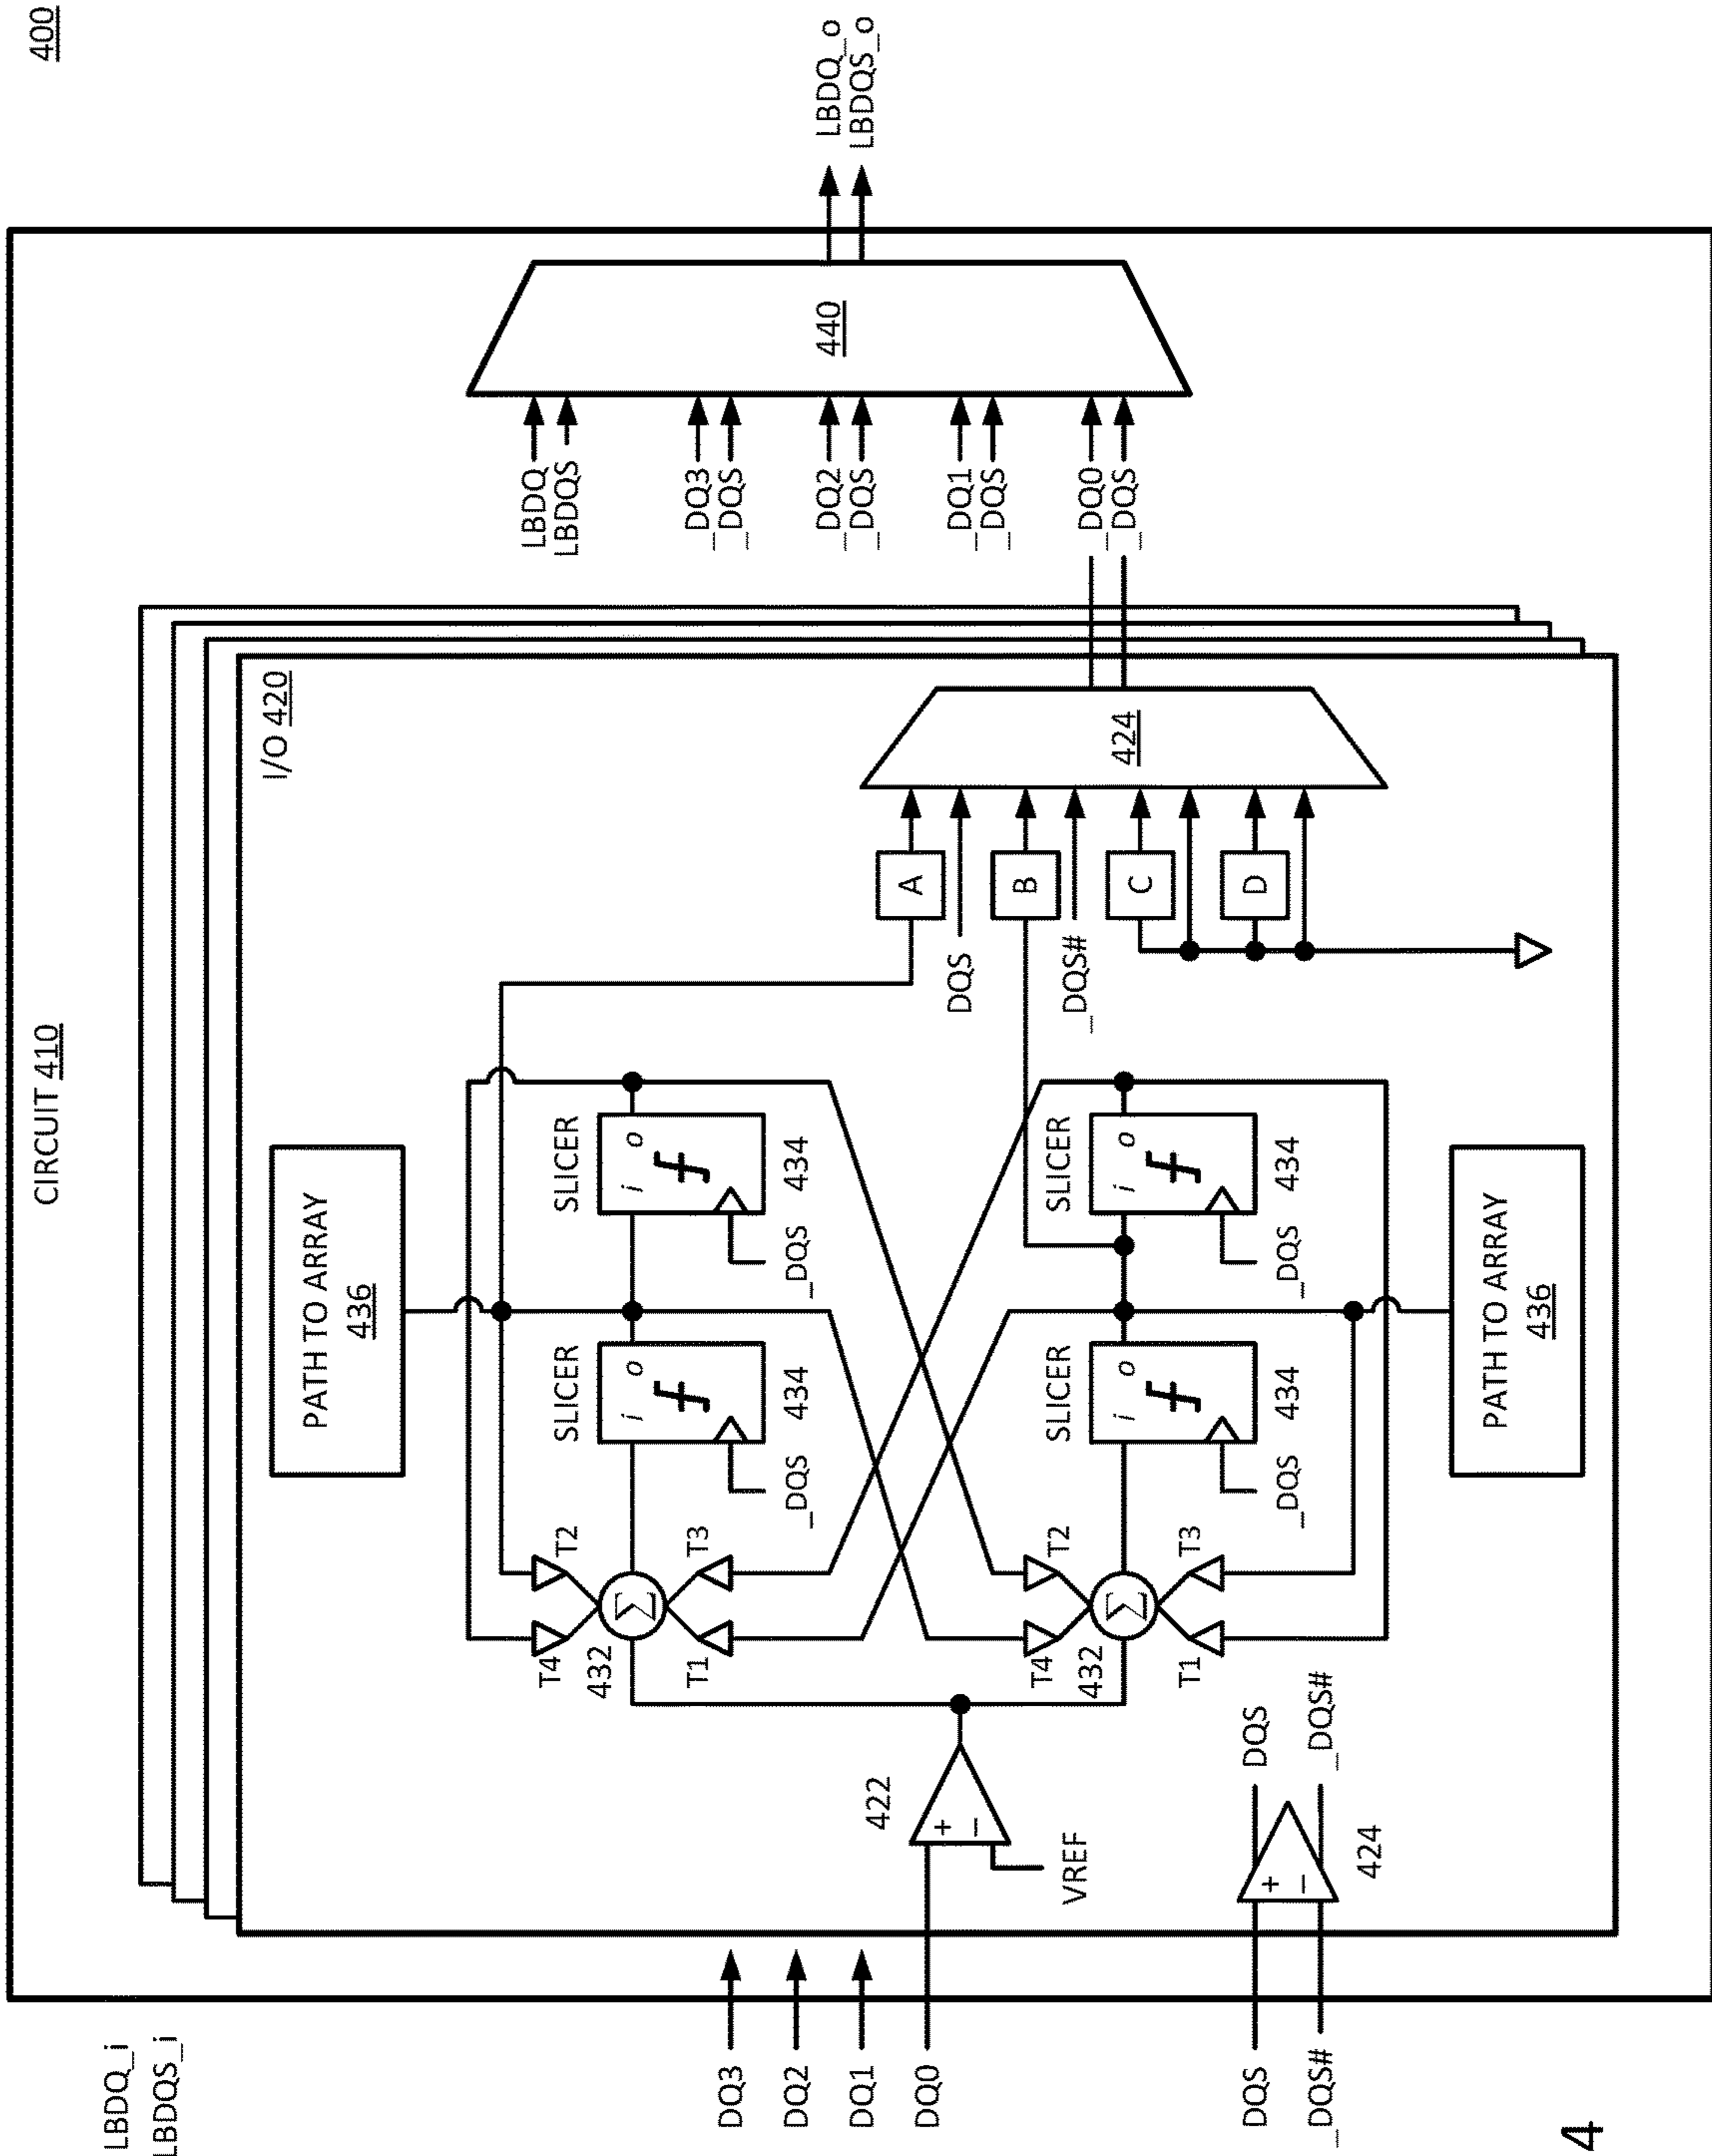 400
CIRCUIT 410
LBDQ_i
LBDQS_i
I/O 420
PATH TO ARRAY
436
T4
T2
SLICER
SLICER
i
o
i
o
LBDQ
LBDQS
432
Σ
f
f
T1
T3
_DQS
434
_DQS
434
_DQ3
_DQS
DQ3
DQ2
DQ1
DQ0
422
+
−
VREF
A
DQS
B
_DQS#
C
D
424
440
_DQ2
_DQS
LBDQ_o
LBDQS_o
_DQ1
_DQS
_DQ0
_DQS
T4
T2
SLICER
SLICER
i
o
i
o
432
Σ
f
f
T1
T3
_DQS
434
_DQS
434
DQS
_DQS#
+
−
DQS
_DQS#
424
PATH TO ARRAY
436
4